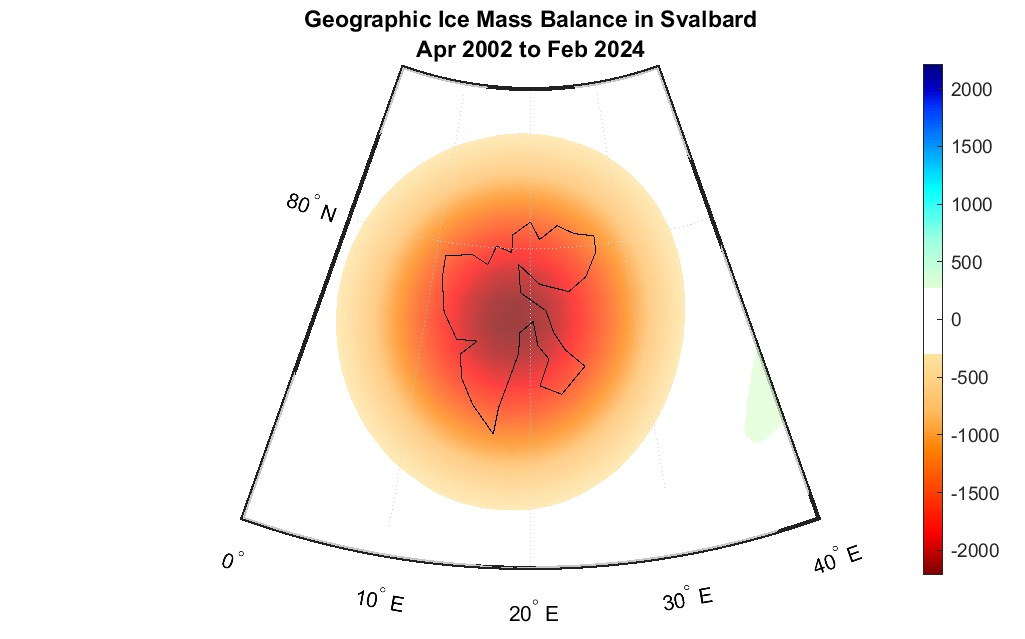 Geographic Ice Mass Balance in Svalbard
Apr 2002 to Feb 2024
80° N
0°
10° E
20° E
30° E
40° E
2000
1500
1000
500
0
-500
-1000
-1500
-2000